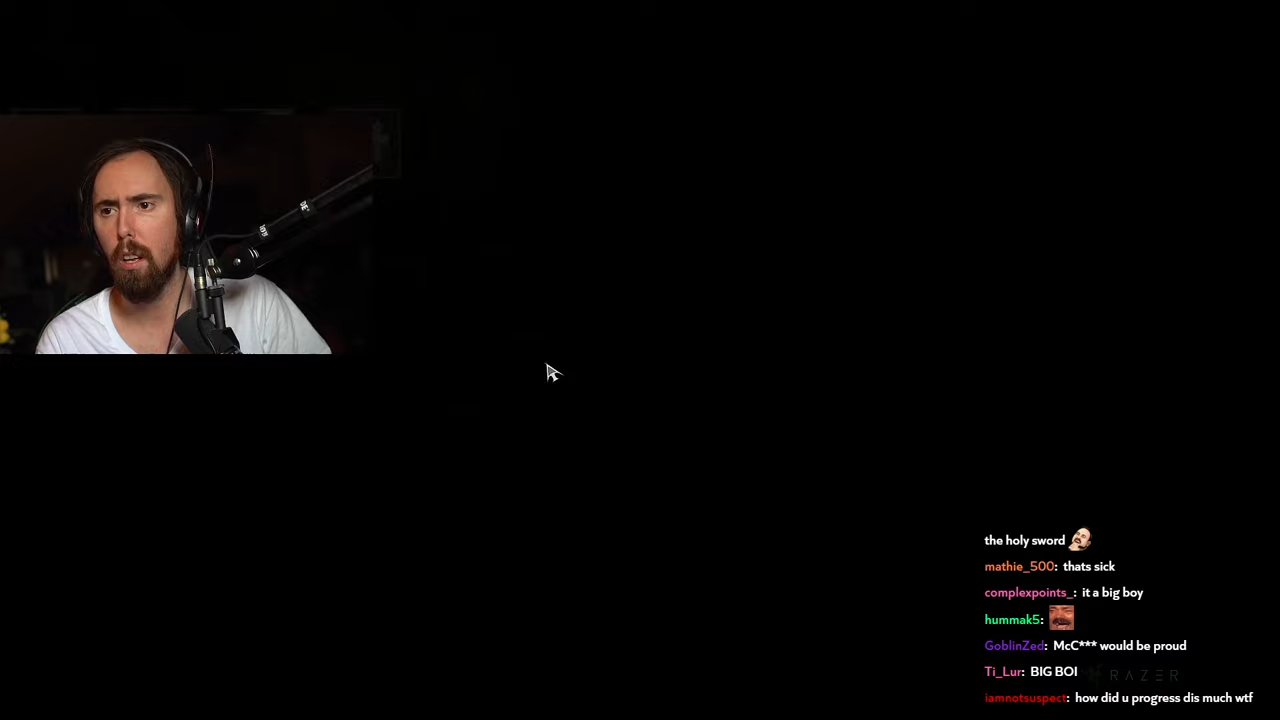 the holy sword
mathie_500: thats sick
complexpoints_: it a big boy
hummak5:
GoblinZed: McC*** would be proud
Ti_Lur: BIG BOI
RAZER
iamnotsuspect: how did u progress dis much wtf